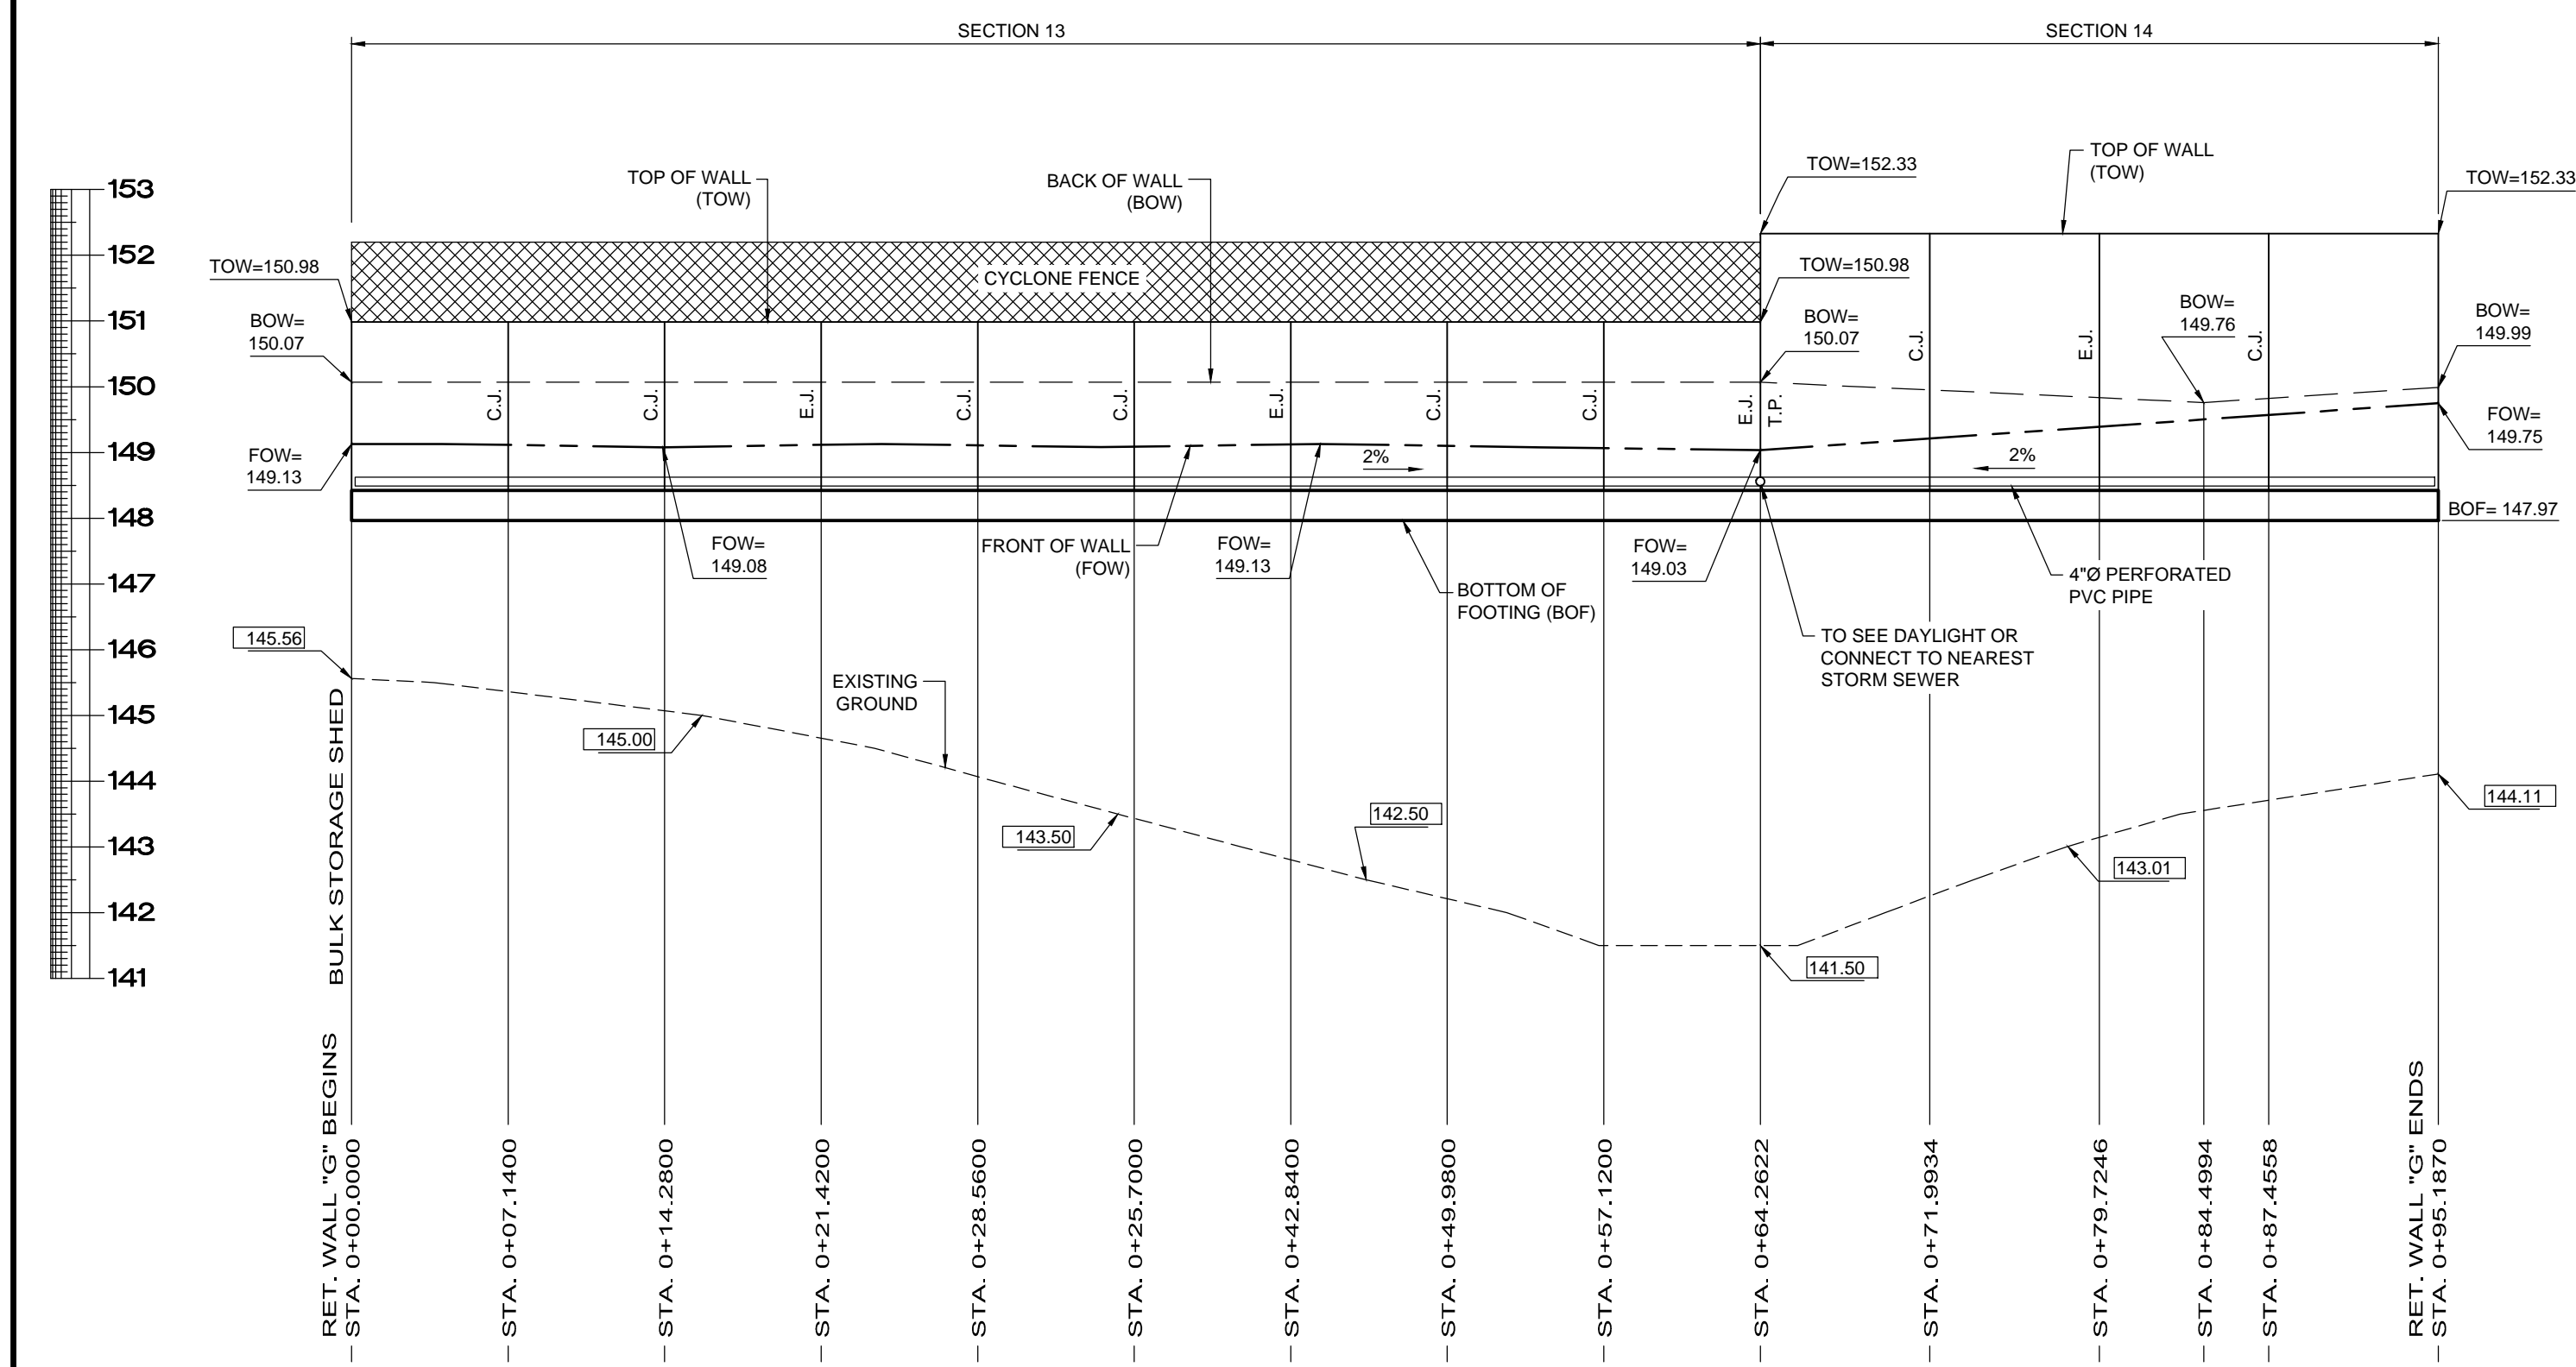 SECTION 13
SECTION 14
TOP OF WALL
(TOW)
BACK OF WALL
(BOW)
TOW=152.33
TOP OF WALL
(TOW)
TOW=152.33
153
152
151
150
149
148
147
146
145
144
143
142
141
TOW=150.98
CYCLONE FENCE
TOW=150.98
BOW=
150.07
BOW=
150.07
BOW=
149.76
BOW=
149.99
C.J.
C.J.
E.J.
C.J.
C.J.
E.J.
C.J.
C.J.
E.J.
T.P.
C.J.
E.J.
C.J.
FOW=
149.13
FOW=
149.75
2%
2%
BOF= 147.97
FOW=
149.08
FRONT OF WALL
(FOW)
FOW=
149.13
FOW=
149.03
BOTTOM OF
FOOTING (BOF)
4"Ø PERFORATED
PVC PIPE
TO SEE DAYLIGHT OR
CONNECT TO NEAREST
STORM SEWER
145.56
EXISTING
GROUND
145.00
143.50
142.50
141.50
143.01
144.11
BULK STORAGE SHED
RET. WALL "G" BEGINS
STA. 0+00.0000
STA. 0+07.1400
STA. 0+14.2800
STA. 0+21.4200
STA. 0+28.5600
STA. 0+25.7000
STA. 0+42.8400
STA. 0+49.9800
STA. 0+57.1200
STA. 0+64.2622
STA. 0+71.9934
STA. 0+79.7246
STA. 0+84.4994
STA. 0+87.4558
RET. WALL "G" ENDS
STA. 0+95.1870